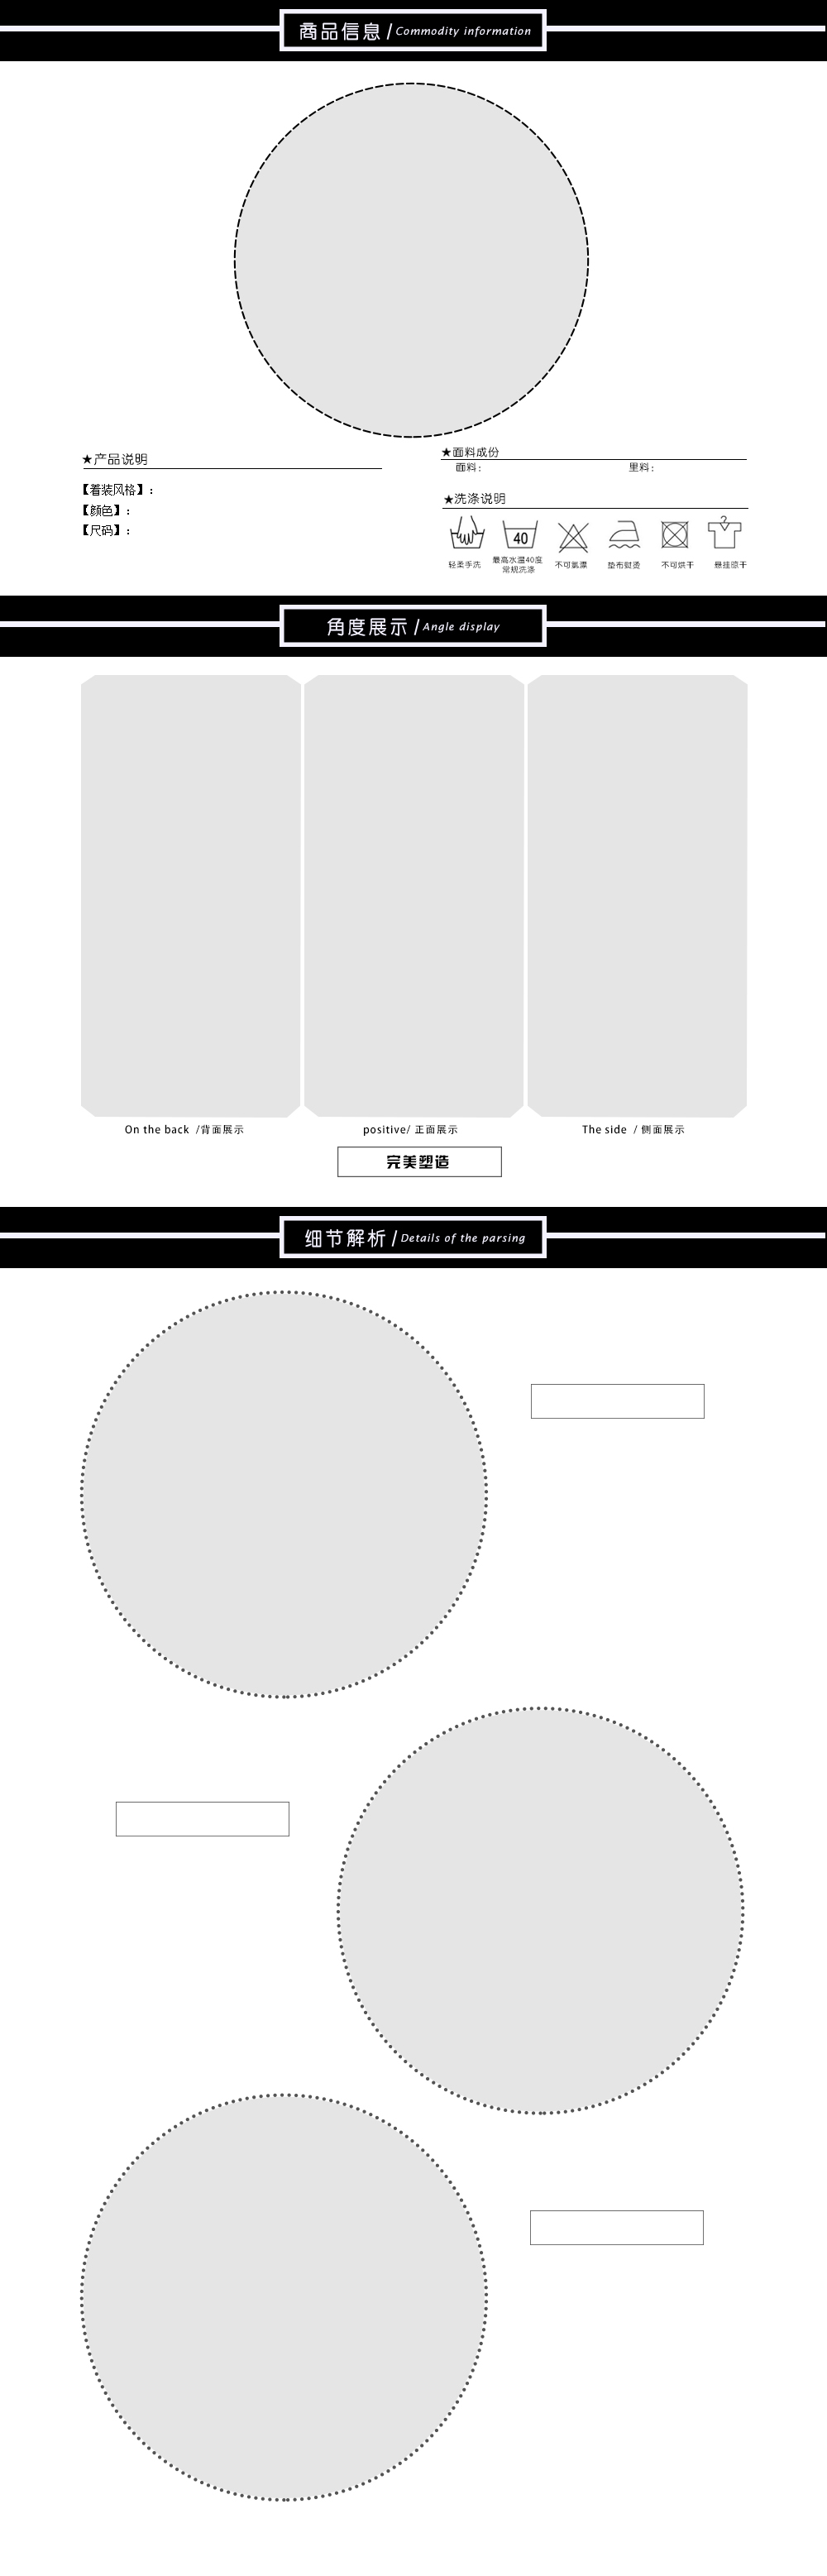 商品信息/Commodity information
★产品说明
【着装风格】：
【颜色】：
【尺码】：
★面料成份
面料： 里料：
★洗涤说明
40
轻柔手洗 最高水温40度 常规洗涤 不可氯漂 垫布熨烫 不可烘干 悬挂晾干
角度展示/Angle display
On the back /背面展示 positive/ 正面展示 The side / 侧面展示
完美塑造
细节解析/Details of the parsing